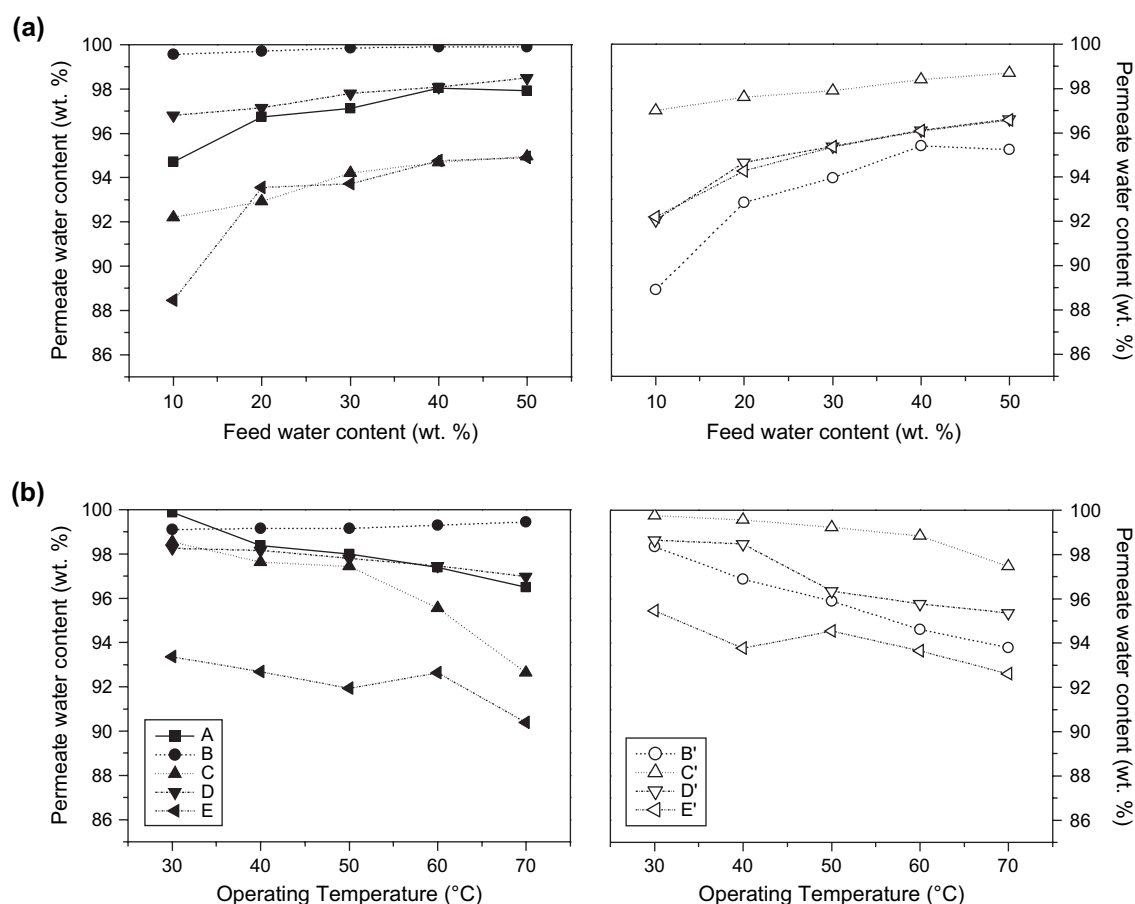 (a)
Permeate water content (wt. %)
100
98
96
94
92
90
88
86
10 20 30 40 50
Feed water content (wt. %)
100
98
96
94
92
90
88
86
Permeate water content (wt. %)
10 20 30 40 50
Feed water content (wt. %)
(b)
Permeate water content (wt. %)
100
98
96
94
92
90
88
86
A
B
C
D
E
30 40 50 60 70
Operating Temperature (°C)
B'
C'
D'
E'
100
98
96
94
92
90
88
86
Permeate water content (wt. %)
30 40 50 60 70
Operating Temperature (°C)